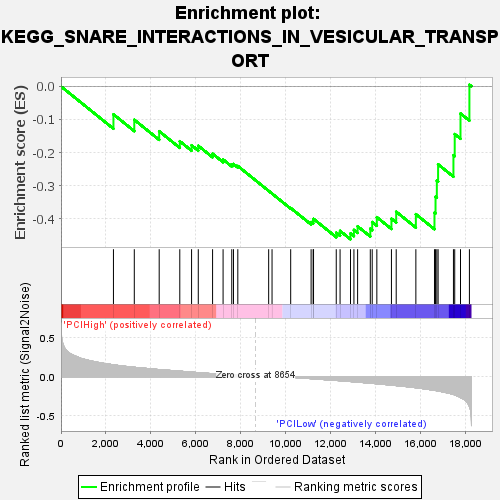 Enrichment plot:
KEGG_SNARE_INTERACTIONS_IN_VESICULAR_TRANSP
ORT
Enrichment score (ES)
0.0
-0.1
-0.2
-0.3
-0.4
'PCIHigh' (positively correlated)
Ranked list metric (Signal2Noise)
0.5
0.0
-0.5
Zero cross at 8654
'PCILow' (negatively correlated)
0 2,000 4,000 6,000 8,000 10,000 12,000 14,000 16,000 18,000
Rank in Ordered Dataset
Enrichment profile Hits Ranking metric scores